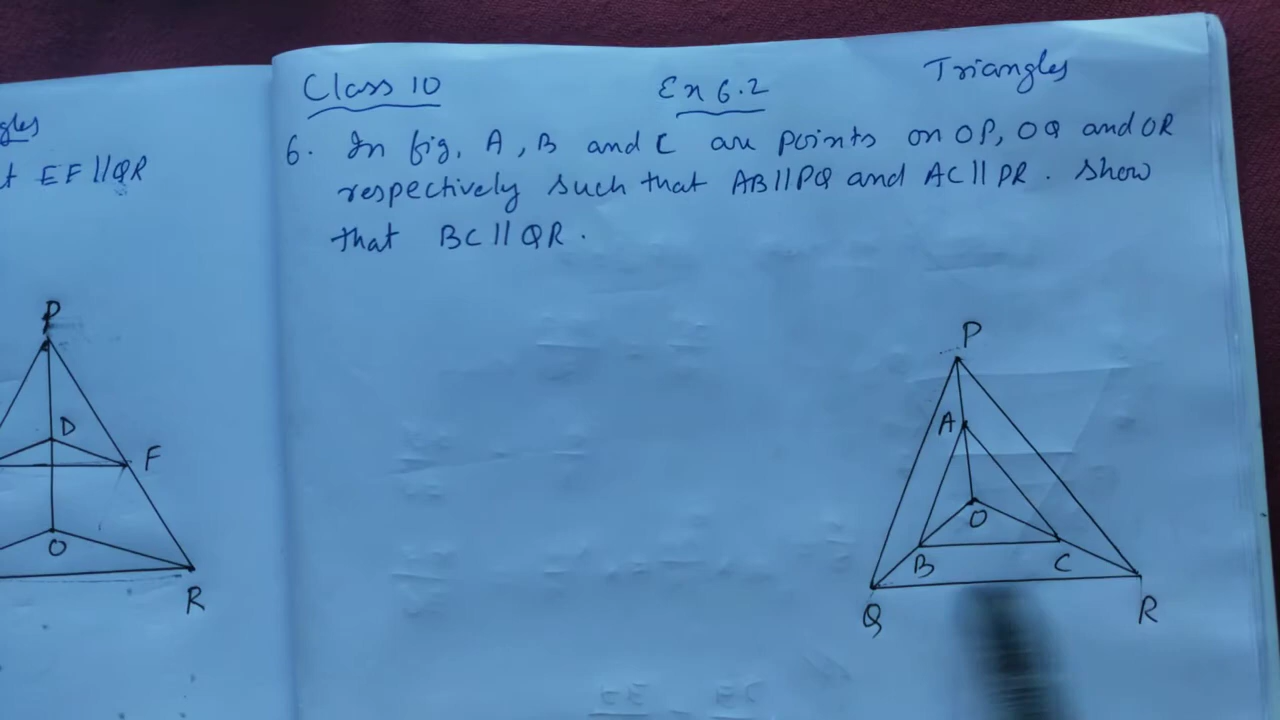 gles
t EF||QR
P
D
F
O
R
Class 10 Ex 6.2 Triangles
6. In fig, A, B and C are points on OP, OQ and OR
respectively such that AB||PQ and AC||PR. Show
that BC||QR.
P
A
O
B C
Q R